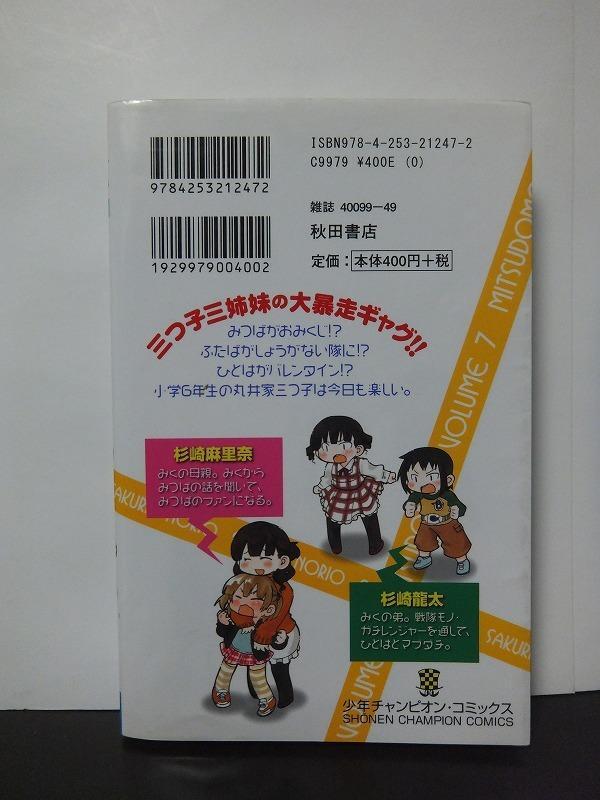 ISBN978-4-253-21247-2
C9979 ¥400E (0)
9784253212472
雑誌 40099-49
秋田書店
1929979004002
定価：本体400円＋税
三つ子三姉妹の大暴走ギャグ!!
みつばがおみくじ!?
ふたばがしょうがない隊に!?
ひとはがバレンタイン!?
小学6年生の丸井家三つ子は今日も楽しい。
VOLUME 7 MITSUDOMO
杉崎麻里奈
みくの母親。みくから
みつばの話を聞いて、
みつばのファンになる。
SAKURA
NORIO
NORIO
杉崎龍太
みくの弟。戦隊モノ・
ガチレンジャーを通して、
ひとはとマブダチ。
SAKURA
VOLUME
少年チャンピオン・コミックス
SHONEN CHAMPION COMICS